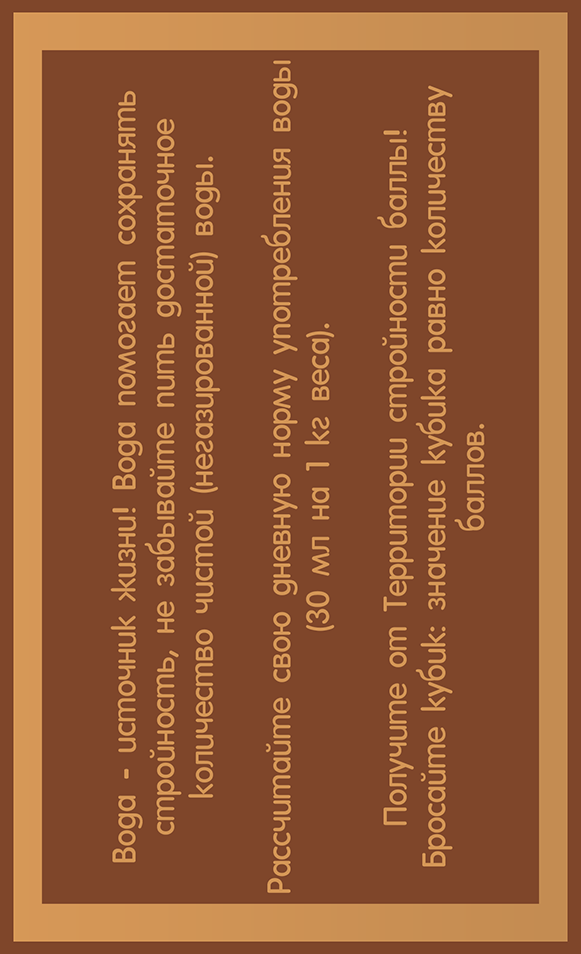 Вода - источник жизни! Вода помогает сохранять
стройность, не забывайте пить достаточное
количество чистой (негазированной) воды.
Рассчитайте свою дневную норму употребления воды
(30 мл на 1 кг веса).
Получите от Территории стройности баллы!
Бросайте кубик: значение кубика равно количеству
баллов.